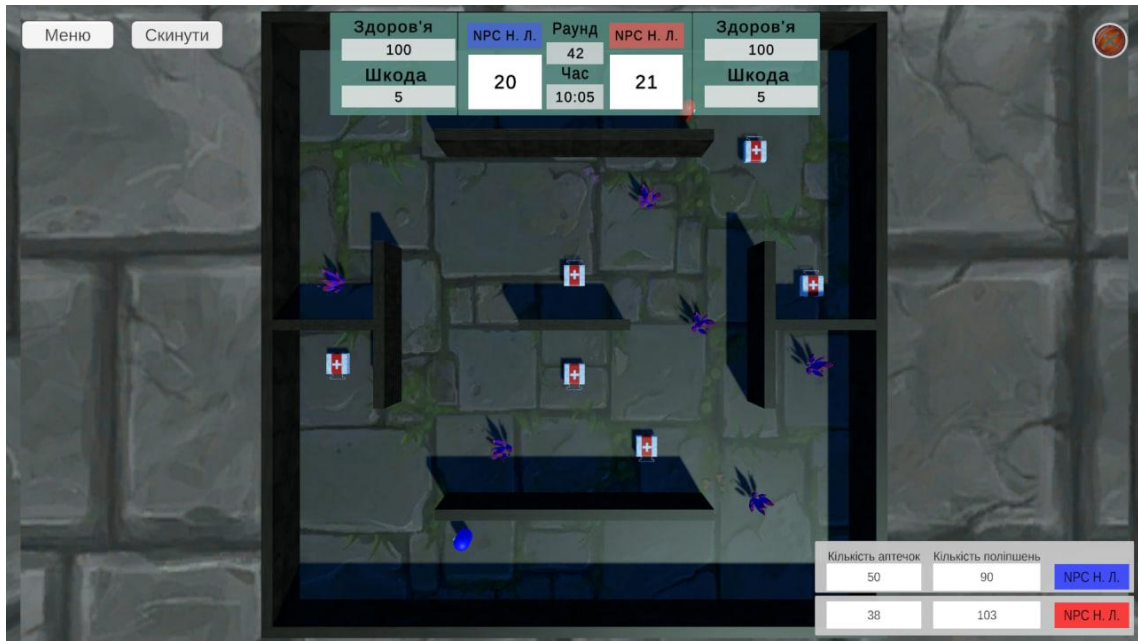 Меню
Скинути
Здоров'я
100
Шкода
5
NPC Н. Л.
20
Раунд
42
Час
10:05
NPC Н. Л.
21
Здоров'я
100
Шкода
5
Кількість аптечок Кількість поліпшень
50 90 NPC Н. Л.
38 103 NPC Н. Л.